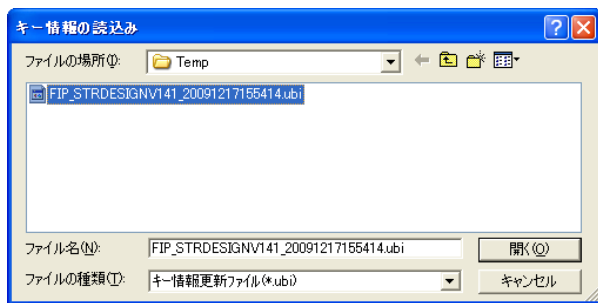 キー情報の読込み
ファイルの場所(I): Temp
FIP_STRDESIGNV141_20091217155414.ubi
ファイル名(N): FIP_STRDESIGNV141_20091217155414.ubi 開く(O)
ファイルの種類(T): キー情報更新ファイル(*.ubi) キャンセル